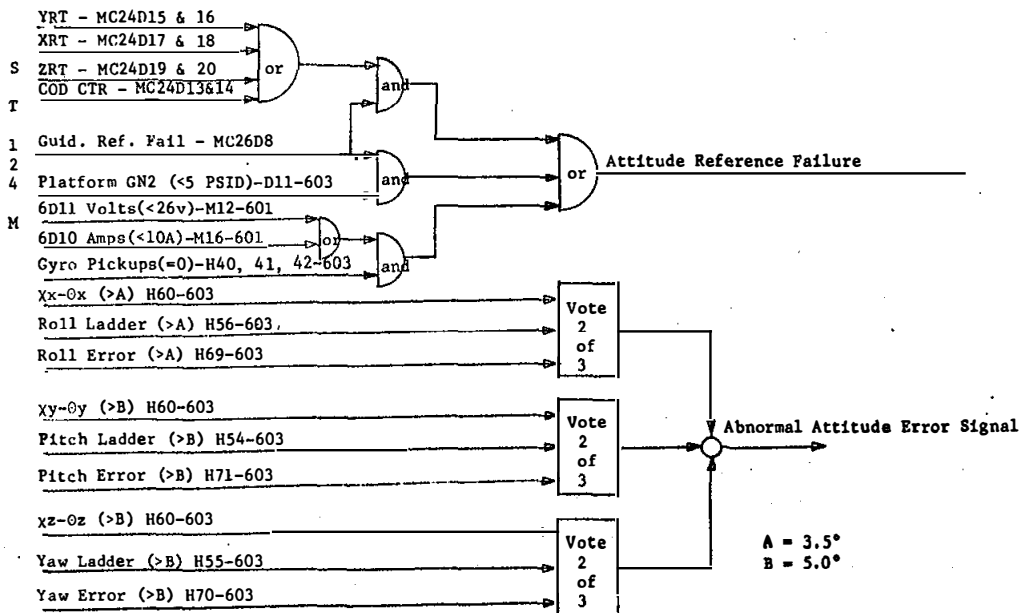 YRT - MC24D15 & 16
XRT - MC24D17 & 18
ZRT - MC24D19 & 20
COD CTR - MC24D13&14
or
and
S
T
1
2
4
M
Guid. Ref. Fail - MC26D8
and
Platform GN2 (<5 PSID)-D11-603
6D11 Volts(<26v)-M12-601
or
6D10 Amps(<10A)-M16-601
and
Gyro Pickups(=0)-H40, 41, 42-603
or
Attitude Reference Failure
χx-Θx (>A) H60-603
Roll Ladder (>A) H56-603
Roll Error (>A) H69-603
Vote
2
of
3
χy-Θy (>B) H60-603
Pitch Ladder (>B) H54-603
Pitch Error (>B) H71-603
Vote
2
of
3
Abnormal Attitude Error Signal
χz-Θz (>B) H60-603
Yaw Ladder (>B) H55-603
Yaw Error (>B) H70-603
Vote
2
of
3
A = 3.5°
B = 5.0°